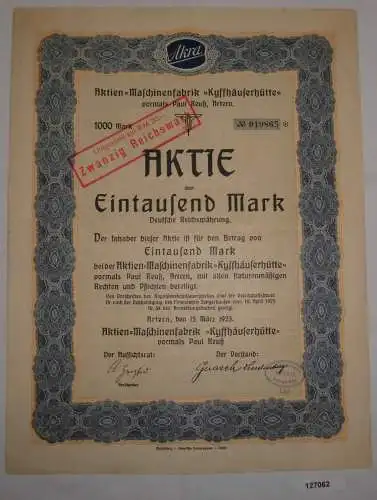 Akra
Aktien-Maschinenfabrik »Kyffhäuserhütte«
vormals Paul Reuß, Artern.
1000 Mark
№ 019865 *
Zwanzig Reichsmark
AKTIE
über
Eintausend Mark
Deutsche Reichswährung.
Der Inhaber dieser Aktie ist für den Betrag von
Eintausend Mark
bei der Aktien-Maschinenfabrik »Kyffhäuserhütte«
vormals Paul Reuß, Artern, mit allen statutenmäßigen
Rechten und Pflichten beteiligt.
Artern, den 15. März 1923.
Aktien-Maschinenfabrik »Kyffhäuserhütte«
vormals Paul Reuß
Der Aufsichtsrat:
Der Vorstand:
127062